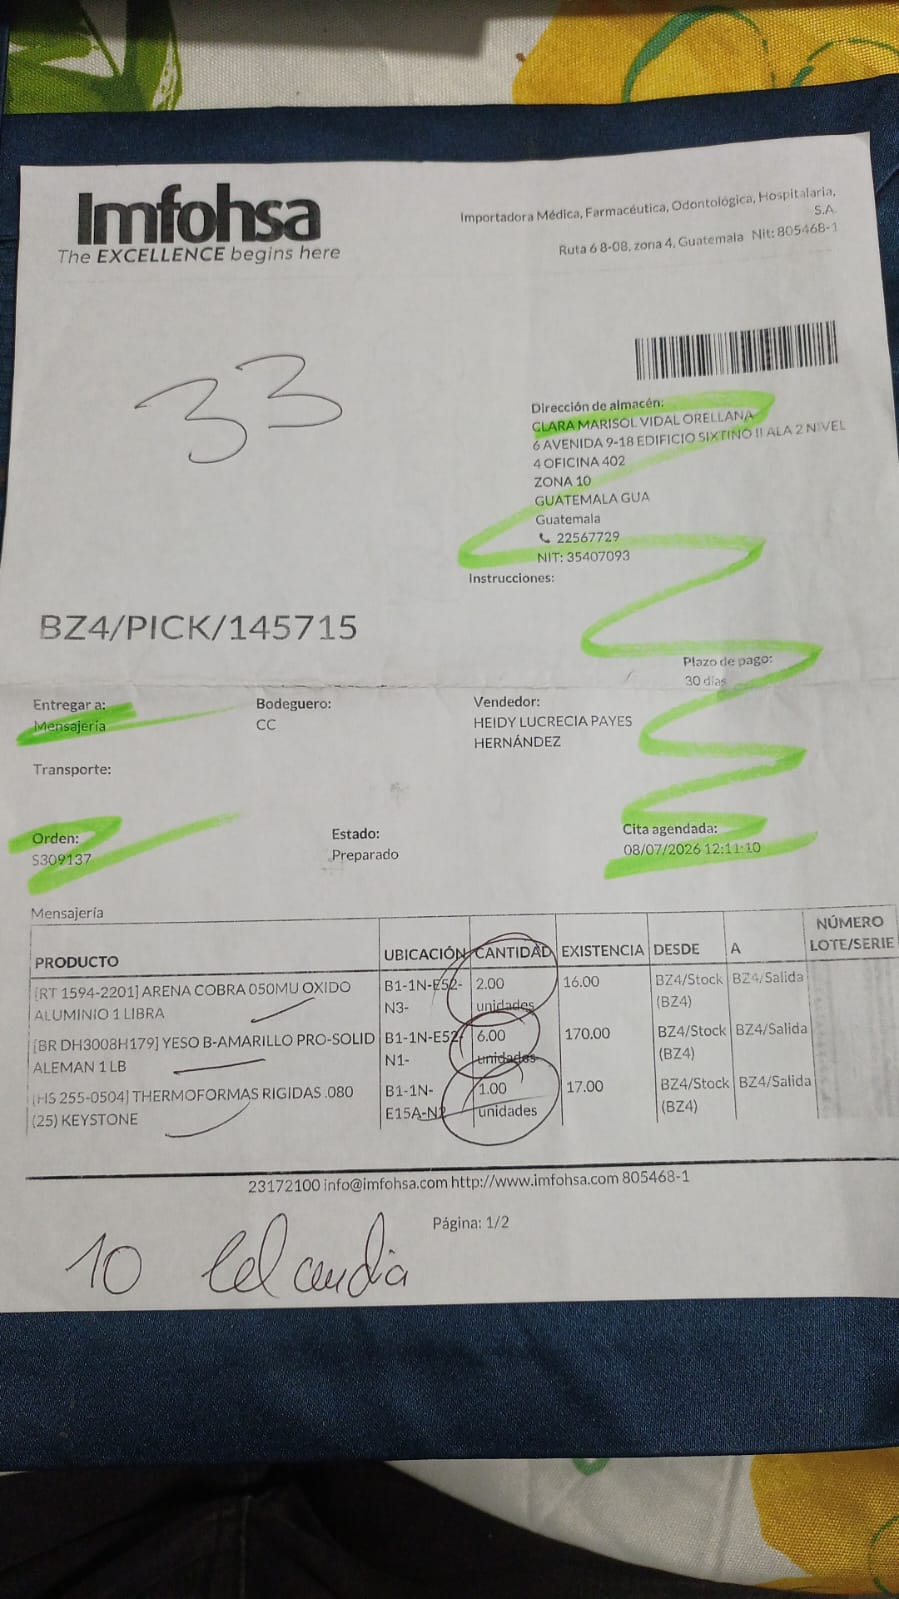 Imfohsa
The EXCELLENCE begins here
Importadora Médica, Farmacéutica, Odontológica, Hospitalaria,
S.A.
Ruta 6 8-08, zona 4, Guatemala Nit: 805468-1
33
Dirección de almacén:
CLARA MARISOL VIDAL ORELLANA
6 AVENIDA 9-18 EDIFICIO SIXTINO II ALA 2 NIVEL
4 OFICINA 402
ZONA 10
GUATEMALA GUA
Guatemala
22567729
NIT: 35407093
Instrucciones:
BZ4/PICK/145715
Plazo de pago:
30 días
Entregar a:
Mensajería
Bodeguero:
CC
Vendedor:
HEIDY LUCRECIA PAYES
HERNÁNDEZ
Transporte:
Orden:
S309137
Estado:
Preparado
Cita agendada:
08/07/2026 12:11:10
Mensajería
PRODUCTO UBICACIÓN CANTIDAD EXISTENCIA DESDE A NÚMERO LOTE/SERIE
[RT 1594-2201] ARENA COBRA 050MU OXIDO B1-1N-E52- 2.00 16.00 BZ4/Stock BZ4/Salida
ALUMINIO 1 LIBRA N3- unidades (BZ4)
[BR DH3008H179] YESO B-AMARILLO PRO-SOLID B1-1N-E52- 6.00 170.00 BZ4/Stock BZ4/Salida
ALEMAN 1 LB N1- unidades (BZ4)
[HS 255-0504] THERMOFORMAS RIGIDAS .080 B1-1N- 1.00 17.00 BZ4/Stock BZ4/Salida
(25) KEYSTONE E15A-N2 unidades (BZ4)
23172100 info@imfohsa.com http://www.imfohsa.com 805468-1
Página: 1/2
10